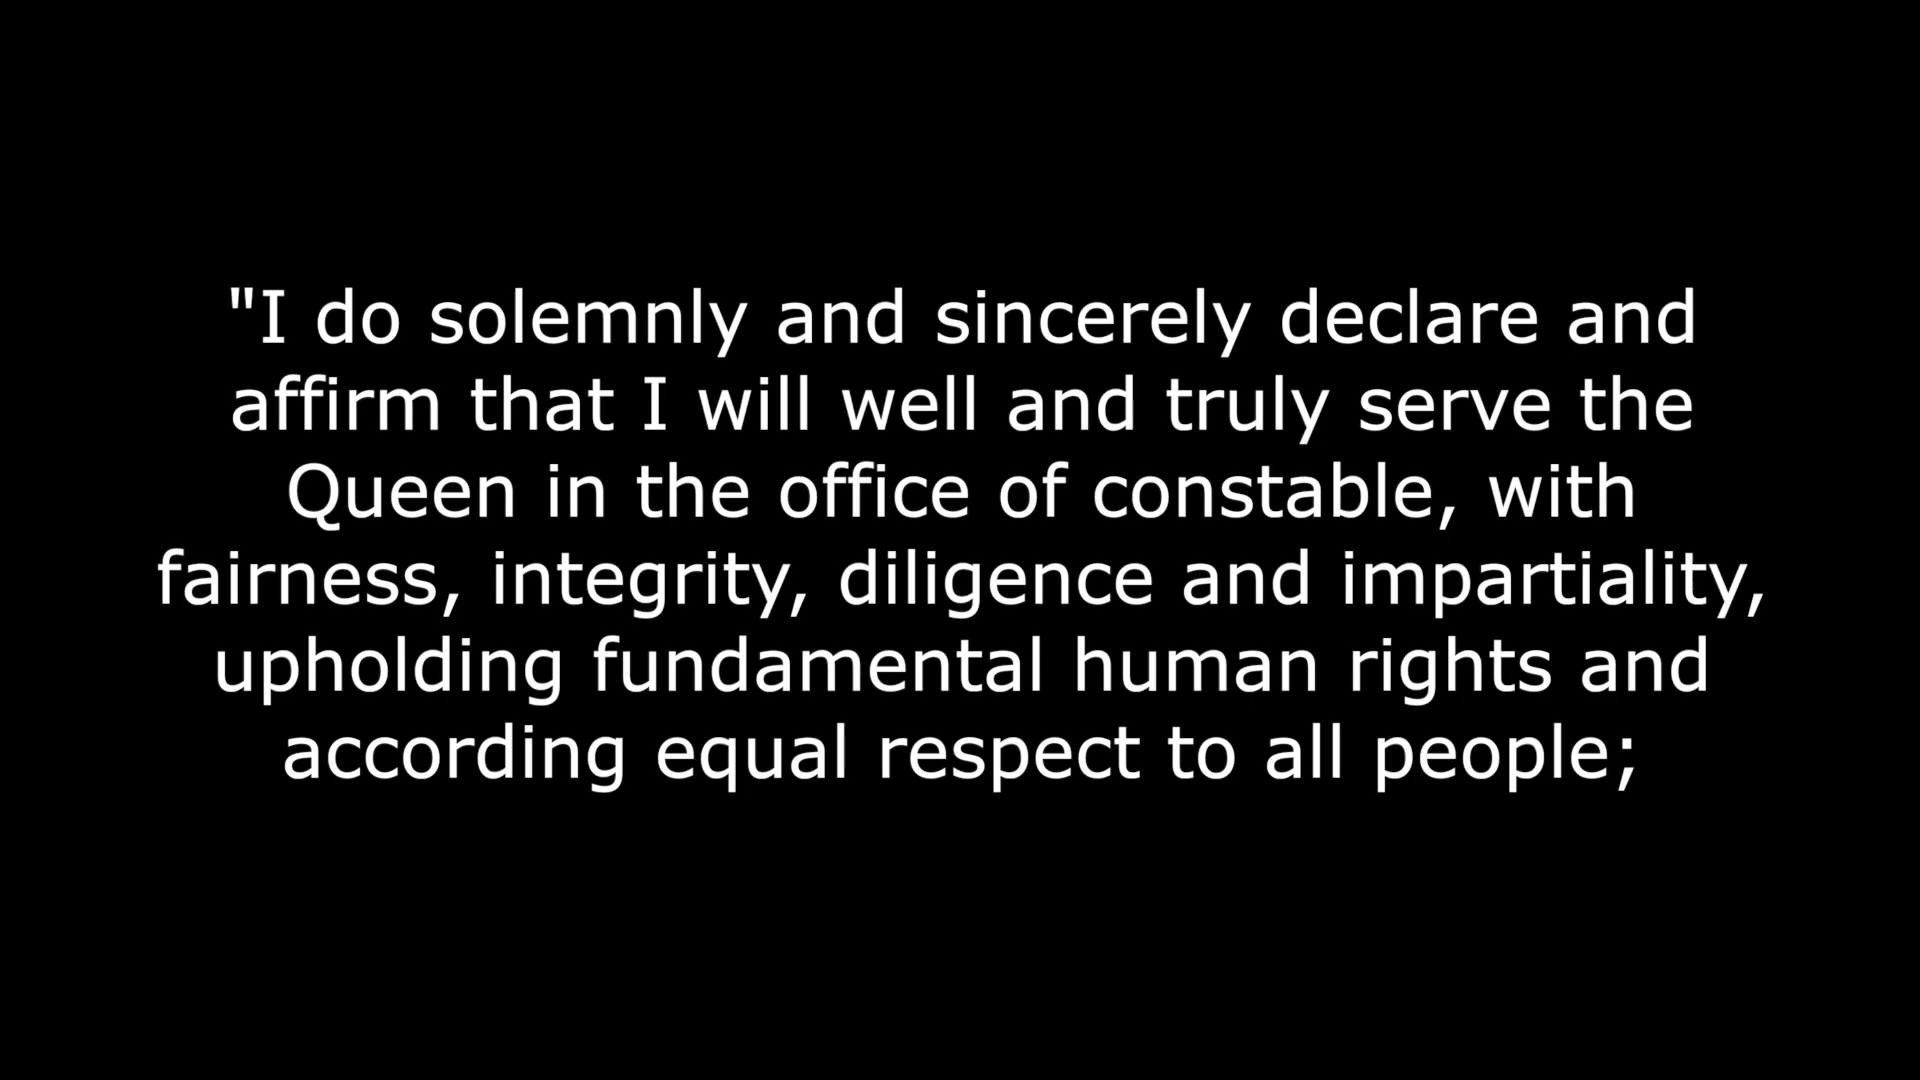 "I do solemnly and sincerely declare and
affirm that I will well and truly serve the
Queen in the office of constable, with
fairness, integrity, diligence and impartiality,
upholding fundamental human rights and
according equal respect to all people;